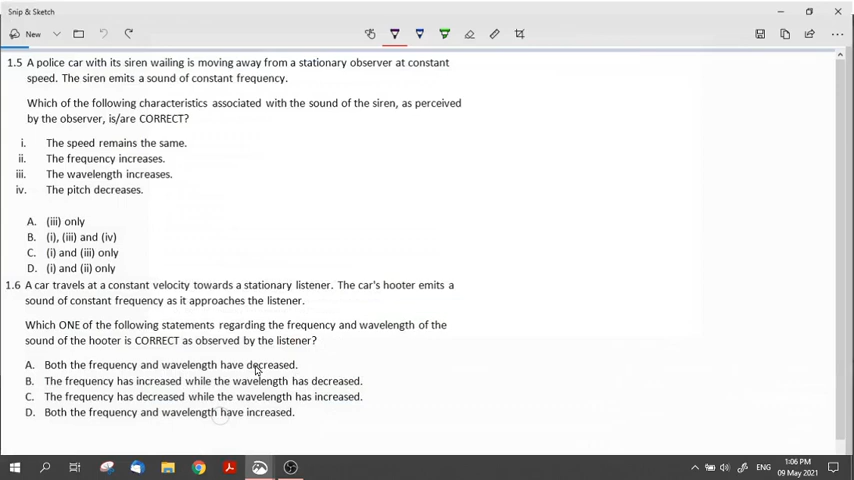 Snip & Sketch
New
1.5 A police car with its siren wailing is moving away from a stationary observer at constant
speed. The siren emits a sound of constant frequency.
Which of the following characteristics associated with the sound of the siren, as perceived
by the observer, is/are CORRECT?
i. The speed remains the same.
ii. The frequency increases.
iii. The wavelength increases.
iv. The pitch decreases.
A. (iii) only
B. (i), (iii) and (iv)
C. (i) and (iii) only
D. (i) and (ii) only
1.6 A car travels at a constant velocity towards a stationary listener. The car's hooter emits a
sound of constant frequency as it approaches the listener.
Which ONE of the following statements regarding the frequency and wavelength of the
sound of the hooter is CORRECT as observed by the listener?
A. Both the frequency and wavelength have decreased.
B. The frequency has increased while the wavelength has decreased.
C. The frequency has decreased while the wavelength has increased.
D. Both the frequency and wavelength have increased.
ENG
1:06 PM
09 May 2021